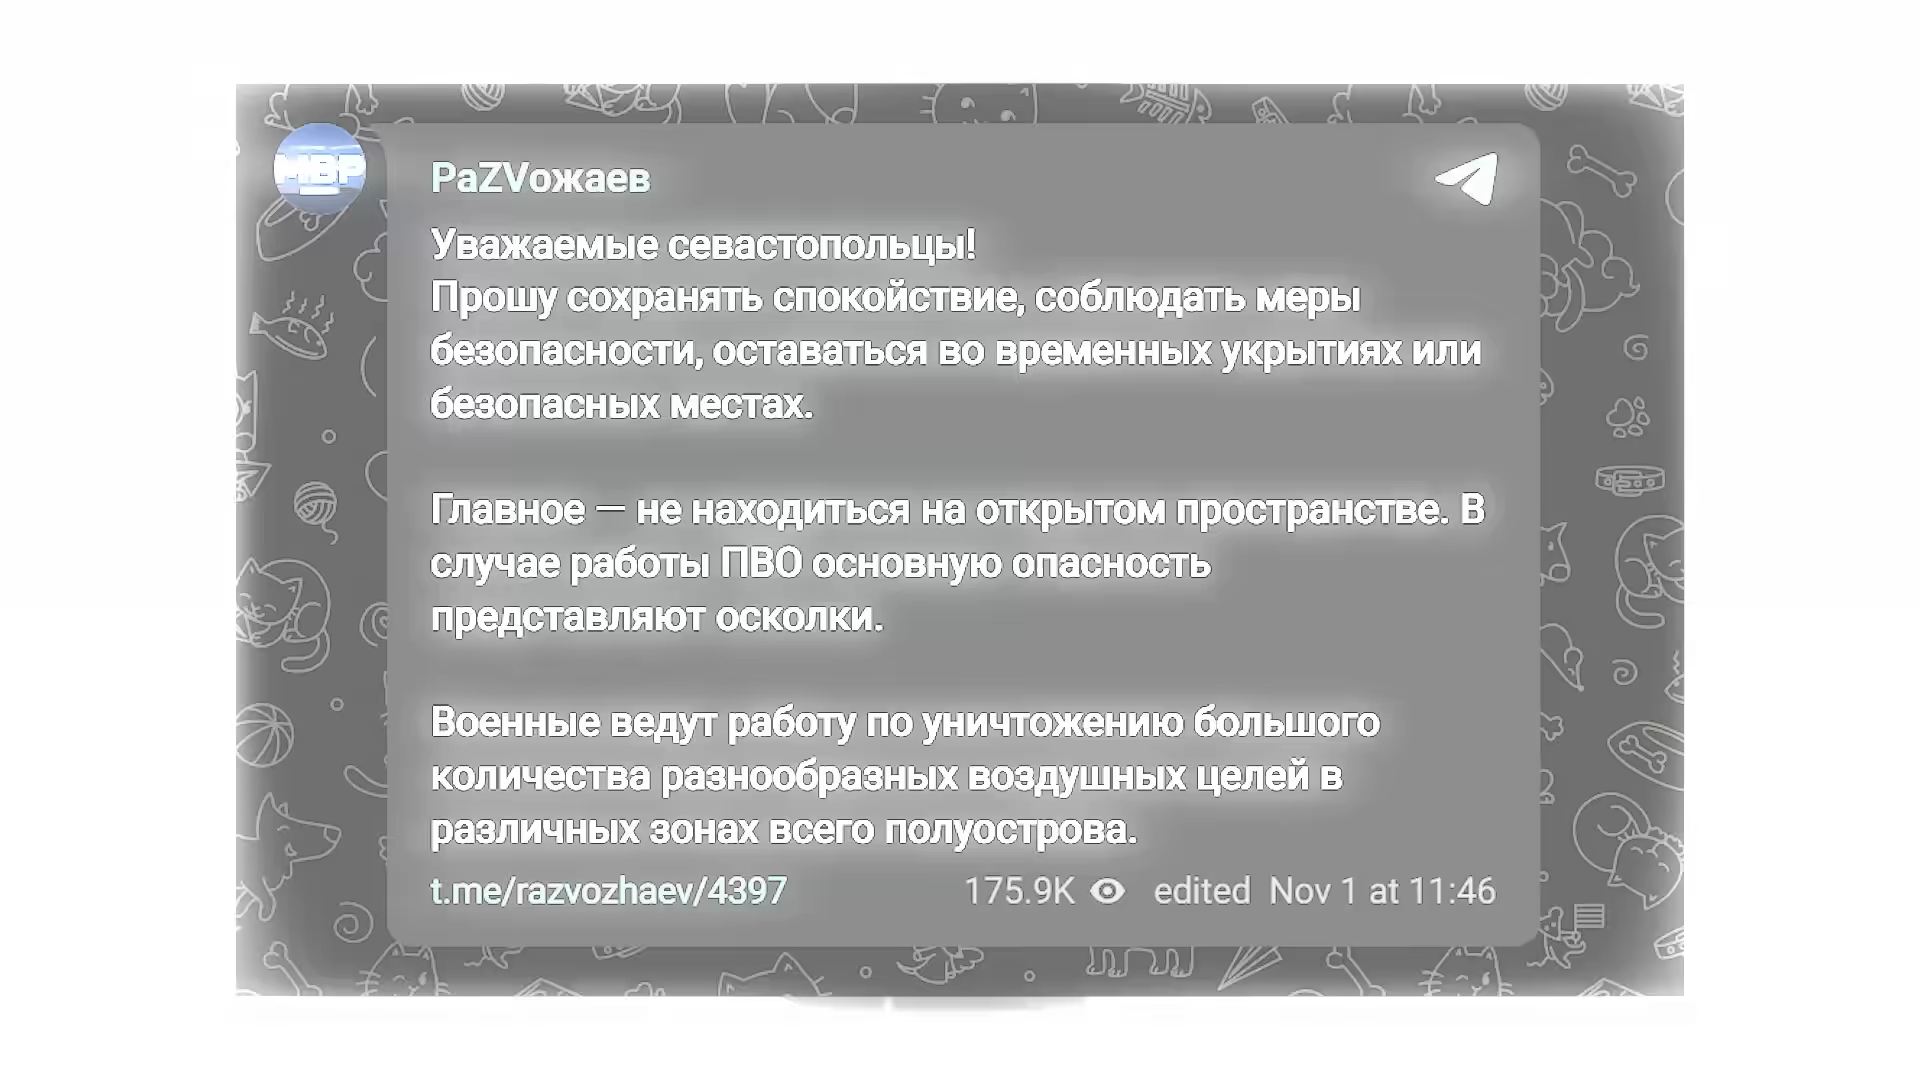 МВР
PaZVожаев
Уважаемые севастопольцы!
Прошу сохранять спокойствие, соблюдать меры
безопасности, оставаться во временных укрытиях или
безопасных местах.
Главное — не находиться на открытом пространстве. В
случае работы ПВО основную опасность
представляют осколки.
Военные ведут работу по уничтожению большого
количества разнообразных воздушных целей в
различных зонах всего полуострова.
t.me/razvozhaev/4397 175.9K edited Nov 1 at 11:46